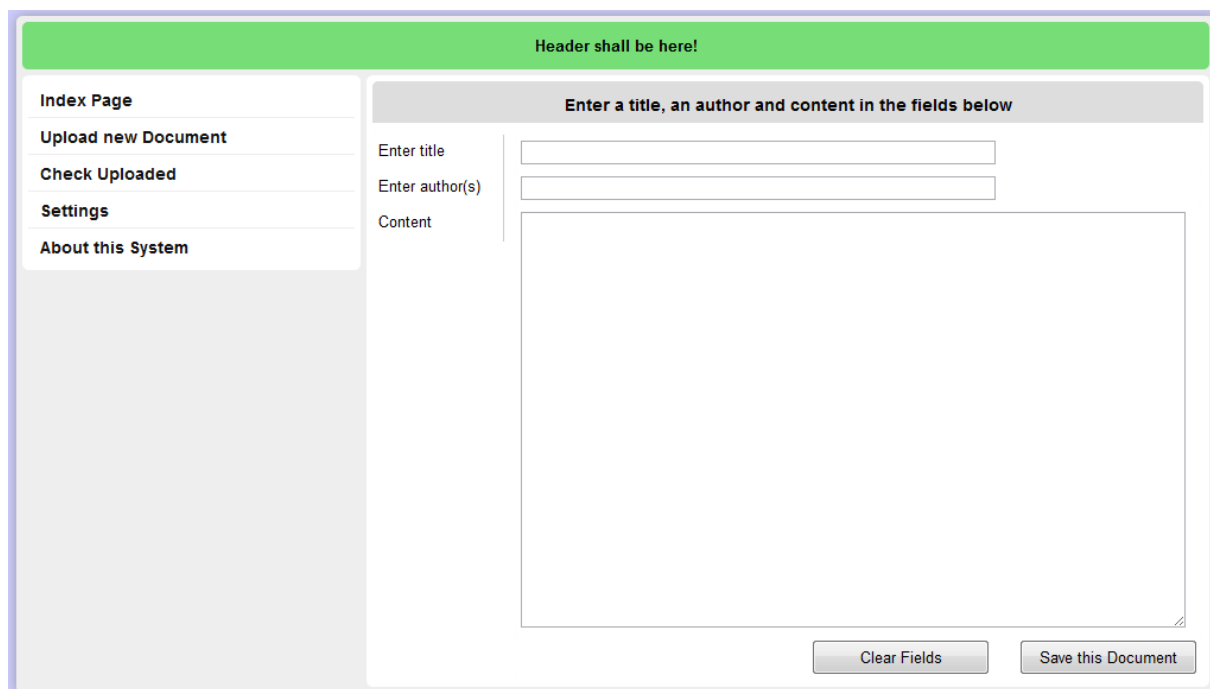 Header shall be here!
Index Page
Upload new Document
Check Uploaded
Settings
About this System
Enter a title, an author and content in the fields below
Enter title
Enter author(s)
Content
Clear Fields
Save this Document